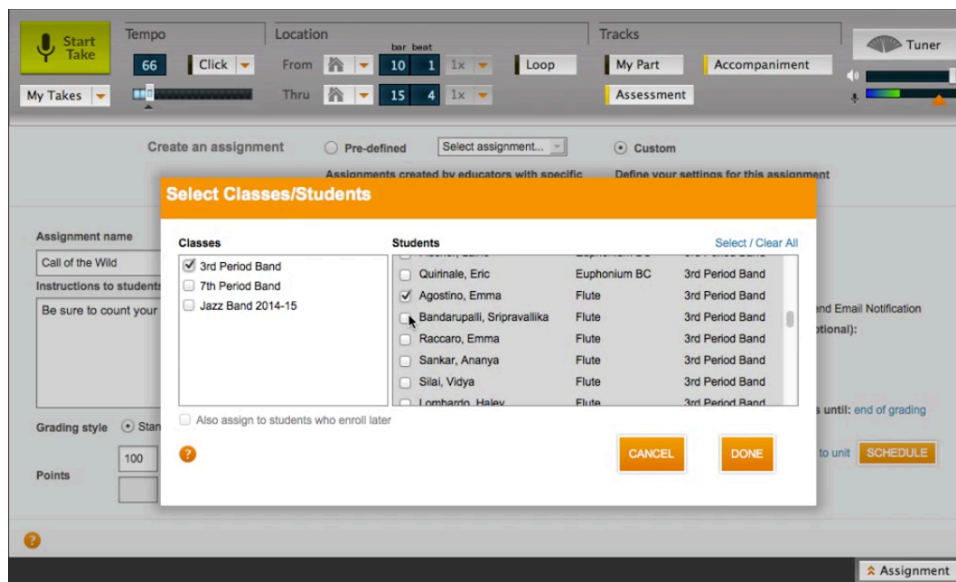 Start Take
Tempo
Location
Tracks
Tuner
bar beat
66
Click
From
10 1 1x
Loop
My Part
Accompaniment
My Takes
Thru
15 4 1x
Assessment
Create an assignment
Pre-defined
Select assignment...
Custom
Assignments created by educators with specific
Define your settings for this assignment
Select Classes/Students
Assignment name
Call of the Wild
Instructions to students
Be sure to count your
Classes
3rd Period Band
7th Period Band
Jazz Band 2014-15
Students
Select / Clear All
Quirinale, Eric Euphonium BC 3rd Period Band
Agostino, Emma Flute 3rd Period Band
Bandarupalli, Sripravallika Flute 3rd Period Band
Raccaro, Emma Flute 3rd Period Band
Sankar, Ananya Flute 3rd Period Band
Silai, Vidya Flute 3rd Period Band
Lombardo, Haley Flute 3rd Period Band
Also assign to students who enroll later
CANCEL
DONE
nd Email Notification
tional):
s until: end of grading
to unit
SCHEDULE
Grading style
Stan
Points
100
Assignment